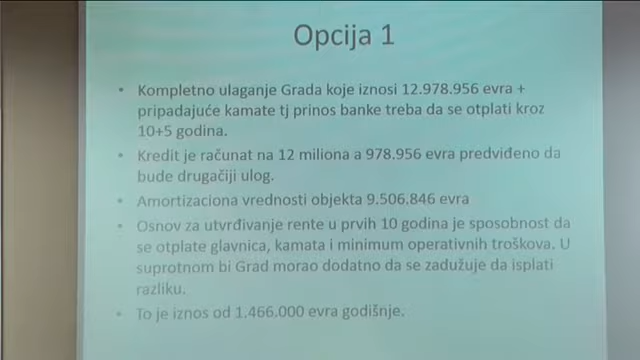 Opcija 1
• Kompletno ulaganje Grada koje iznosi 12.978.956 evra +
pripadajuće kamate tj prinos banke treba da se otplati kroz
10+5 godina.
• Kredit je računat na 12 miliona a 978.956 evra predviđeno da
bude drugačiji ulog.
• Amortizaciona vrednosti objekta 9.506.846 evra
• Osnov za utvrđivanje rente u prvih 10 godina je sposobnost da
se otplate glavnica, kamata i minimum operativnih troškova. U
suprotnom bi Grad morao dodatno da se zadužuje da isplati
razliku.
• To je iznos od 1.466.000 evra godišnje.